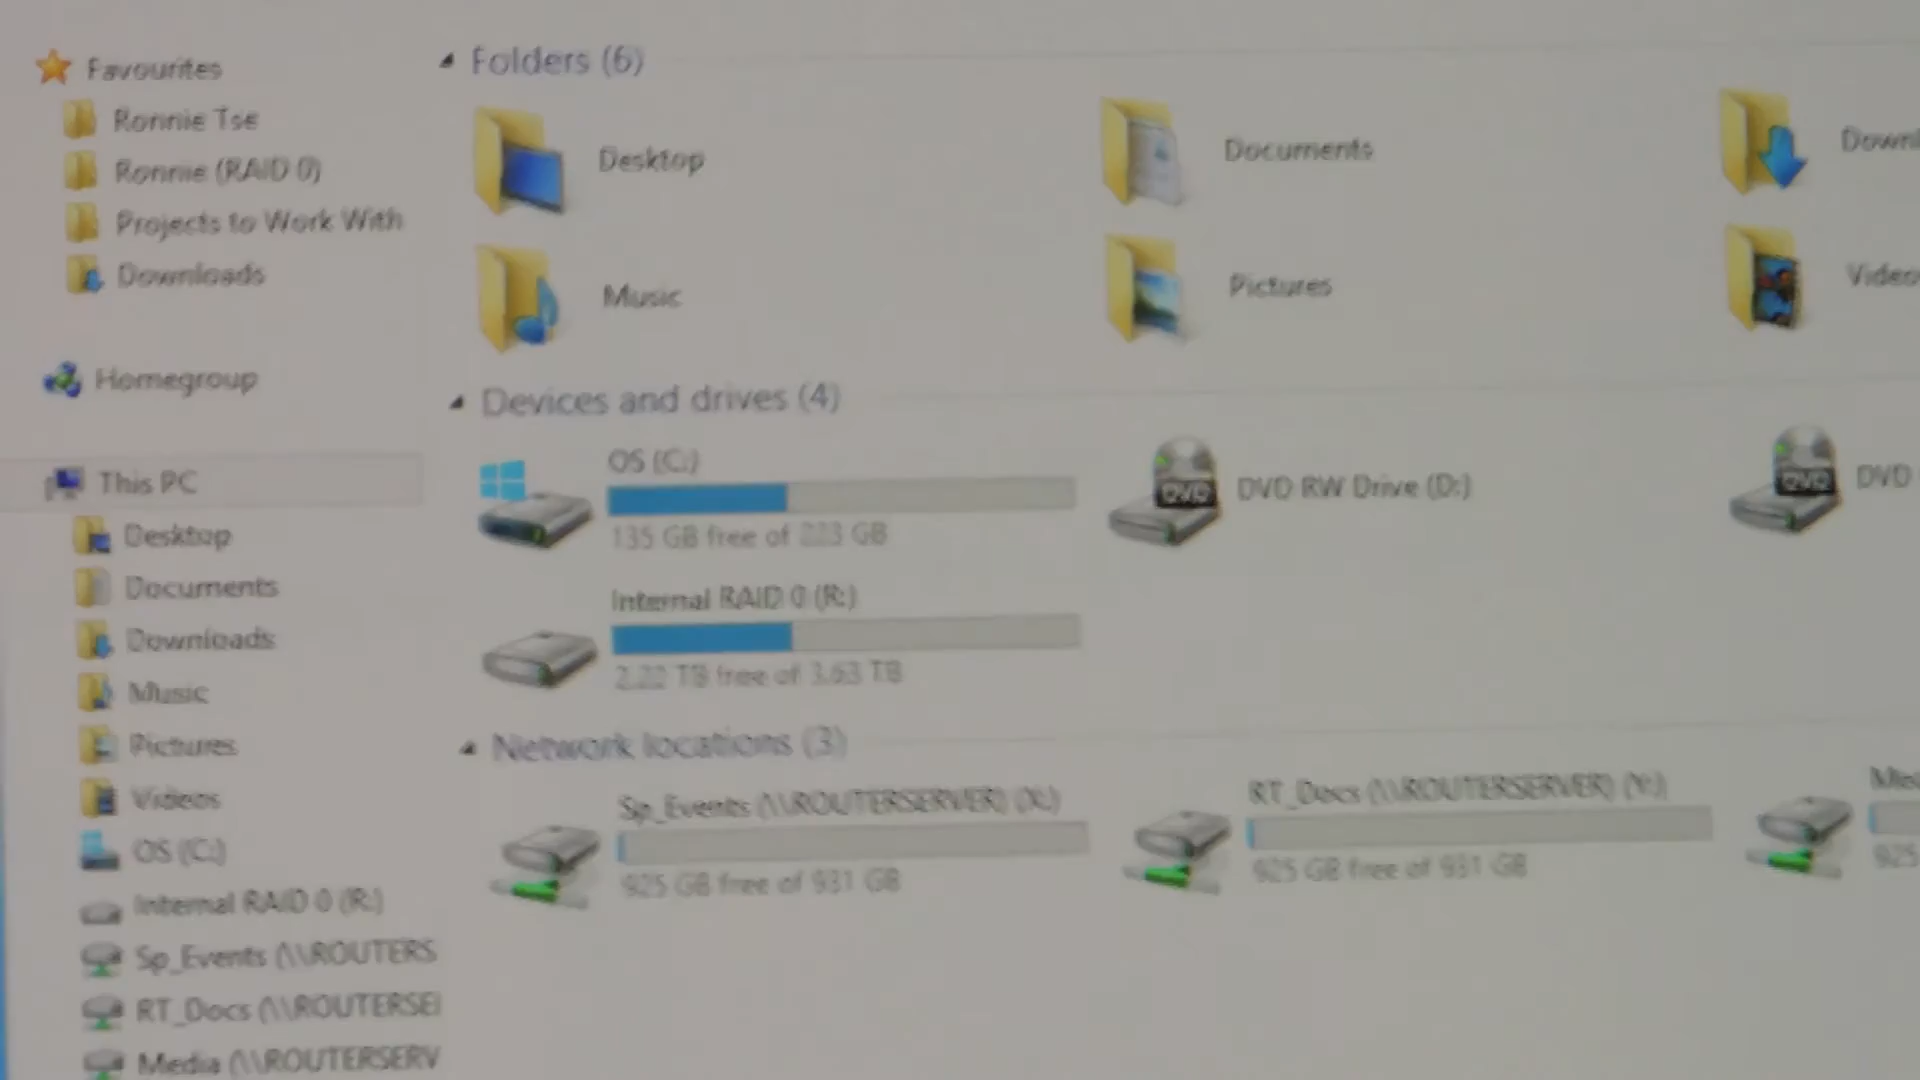 Favourites
Ronnie Tse
Ronnie (RAID 0)
Projects to Work With
Downloads
Homegroup
This PC
Desktop
Documents
Downloads
Music
Pictures
Videos
OS (C:)
Internal RAID 0 (R:)
Sp_Events (\\ROUTERS
RT_Docs (\\ROUTERSE
Media (\\ROUTERSERV
Folders (6)
Desktop
Documents
Downl
Music
Pictures
Video
Devices and drives (4)
OS (C:)
135 GB free of 223 GB
DVD RW Drive (D:)
DVD
DVD
DVD
Internal RAID 0 (R:)
2.22 TB free of 3.63 TB
Network locations (3)
Sp_Events (\\ROUTERSERVER) (X:)
925 GB free of 931 GB
RT_Docs (\\ROUTERSERVER) (Y:)
925 GB free of 931 GB
Med
925